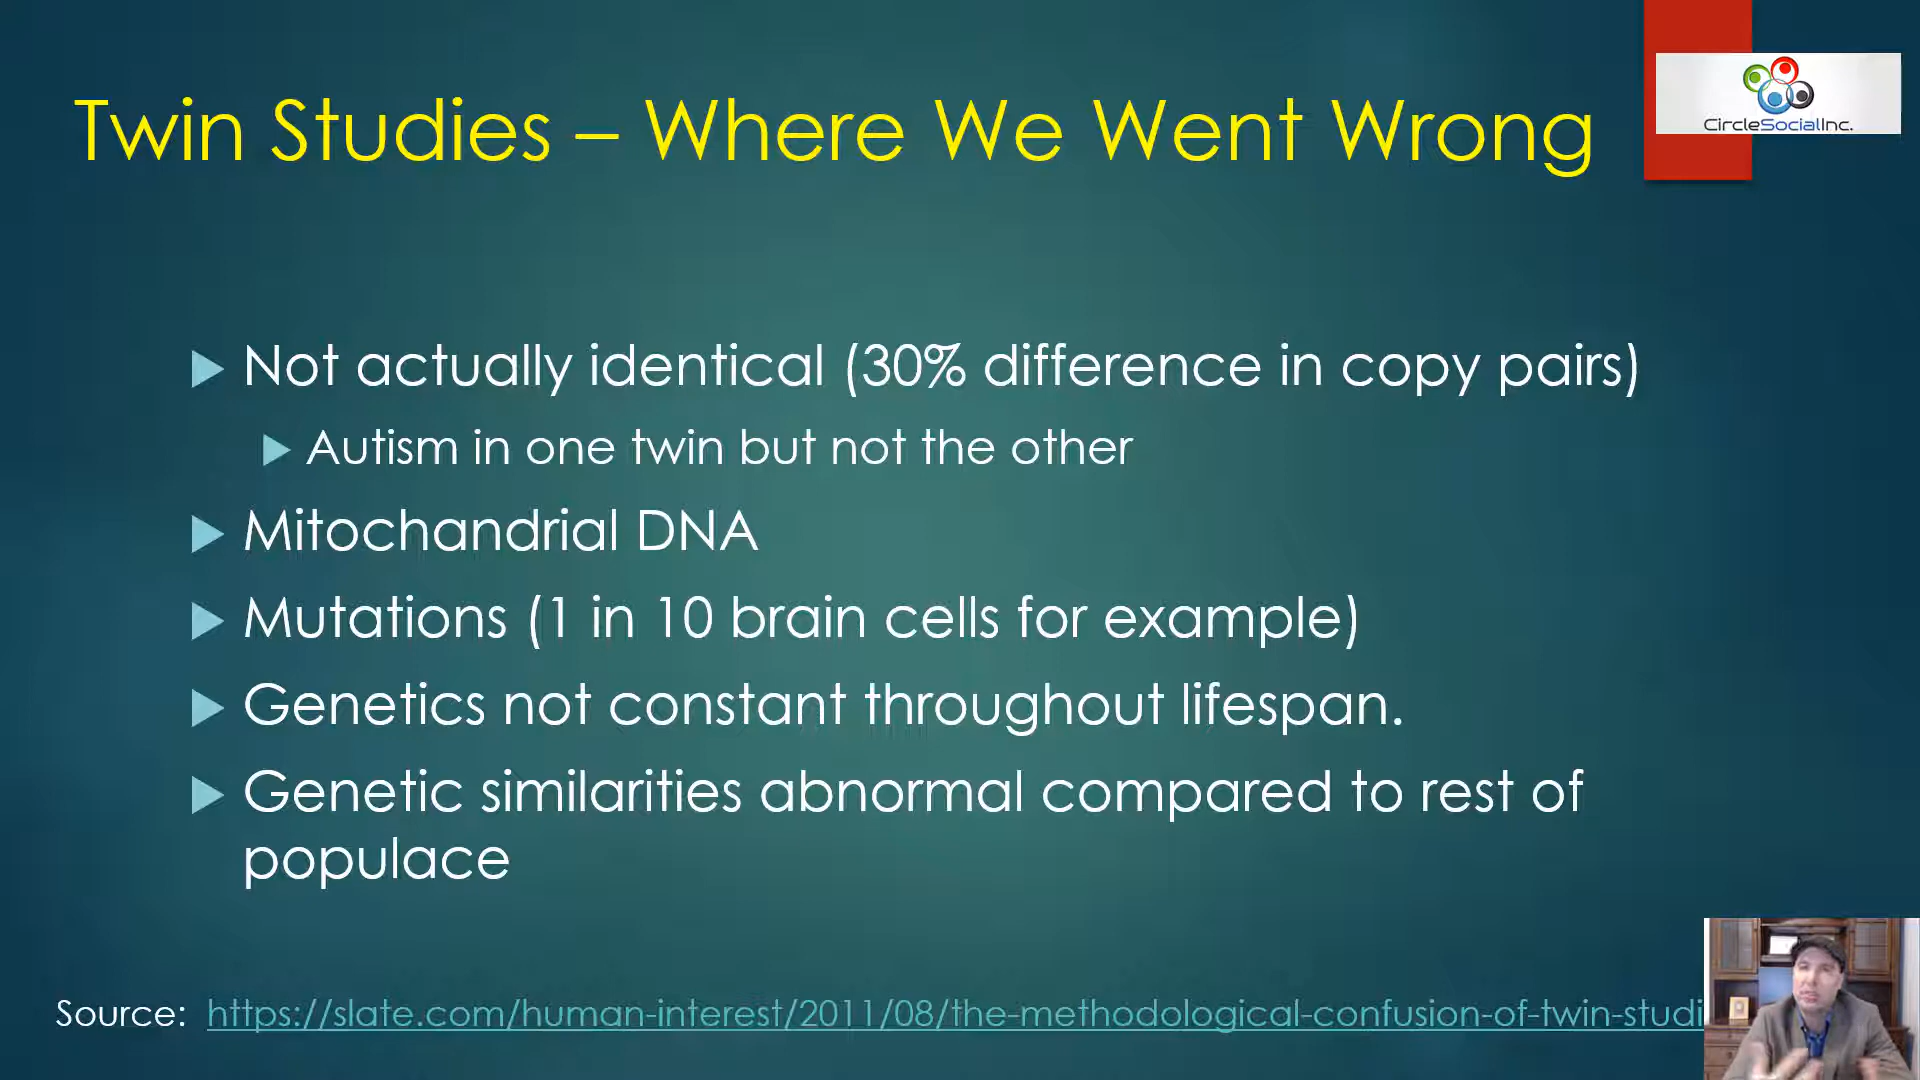 Twin Studies – Where We Went Wrong
CircleSocialInc.
Not actually identical (30% difference in copy pairs)
Autism in one twin but not the other
Mitochandrial DNA
Mutations (1 in 10 brain cells for example)
Genetics not constant throughout lifespan.
Genetic similarities abnormal compared to rest of
populace
Source: https://slate.com/human-interest/2011/08/the-methodological-confusion-of-twin-studi